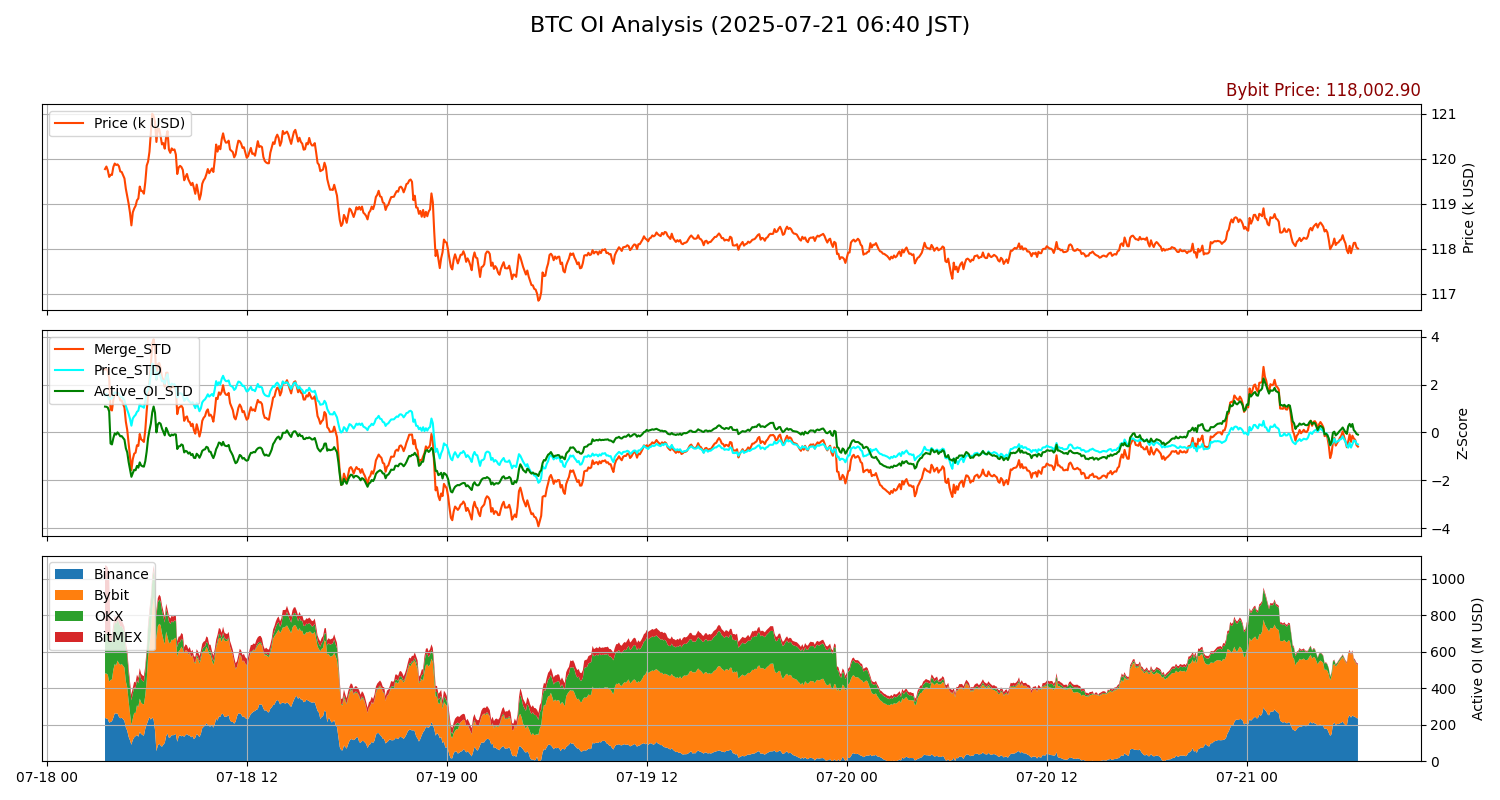 BTC OI Analysis (2025-07-21 06:40 JST)
Bybit Price: 118,002.90
Price (k USD)
121
120
119
118
117
Price (k USD)
Merge_STD
Price_STD
Active_OI_STD
4
2
0
−2
−4
Z-Score
Binance
Bybit
OKX
BitMEX
1000
800
600
400
200
0
Active OI (M USD)
07-18 00
07-18 12
07-19 00
07-19 12
07-20 00
07-20 12
07-21 00